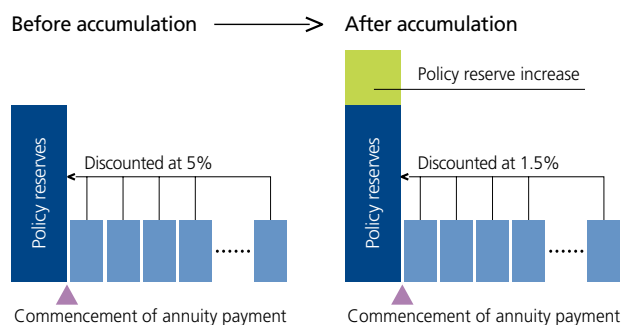 Before accumulation
After accumulation
Policy reserve increase
Policy reserves
Discounted at 5%
......
Commencement of annuity payment
Policy reserves
Discounted at 1.5%
......
Commencement of annuity payment